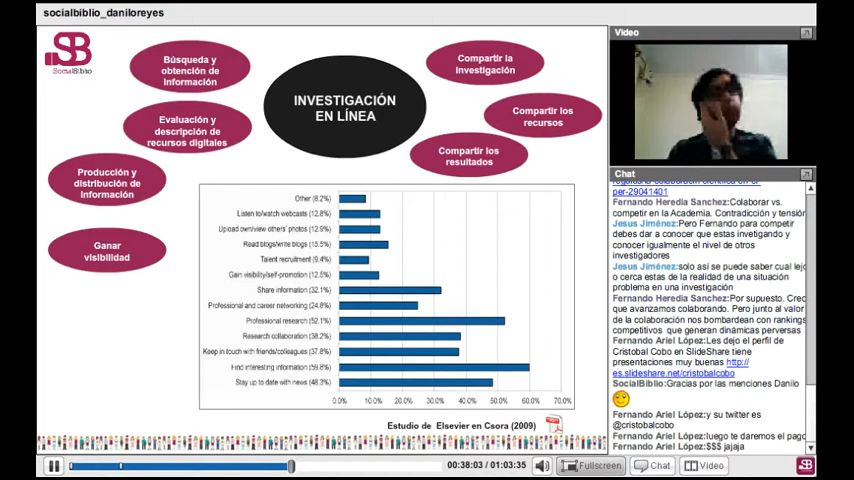 socialbiblio_daniloreyes
SB
SocialBiblio
Búsqueda y
obtención de
información
Evaluación y
descripción de
recursos digitales
Producción y
distribución de
información
Ganar
visibilidad
INVESTIGACIÓN
EN LÍNEA
Compartir la
investigación
Compartir los
recursos
Compartir los
resultados
Other (8.2%)
Listen to/watch webcasts (12.8%)
Upload own/view others' photos (12.9%)
Read blogs/write blogs (15.5%)
Talent recruitment (9.4%)
Gain visibility/self-promotion (12.5%)
Share information (32.1%)
Professional and career networking (24.8%)
Professional research (52.1%)
Research collaboration (38.2%)
Keep in touch with friends/colleagues (37.8%)
Find interesting information (59.8%)
Stay up to date with news (48.3%)
0.0% 10.0% 20.0% 30.0% 40.0% 50.0% 60.0% 70.0%
Estudio de Elsevier en Csora (2009)
Video
Chat
per-29041401
Fernando Heredia Sanchez:Colaborar vs.
competir en la Academia. Contradicción y tensión
Jesus Jiménez:Pero Fernando para competir
debes dar a conocer que estas invetigando y
conocer igualmente el nivel de otros
investigadores
Jesus Jiménez:solo así se puede saber cual lejo
o cerca estas de la realidad de una situación
problema en una investigación
Fernando Heredia Sanchez:Por supuesto. Creo
que avanzamos colaborando. Pero junto al valor
de la colaboración nos bombardean con rankings
competitivos que generan dinámicas perversas
Fernando Ariel López:Les dejo el perfil de
Cristobal Cobo en SlideShare tiene
presentaciones muy buenas http://
es.slideshare.net/cristobalcobo
SocialBiblio:Gracias por las menciones Danilo
Fernando Ariel López:y su twitter es
@cristobalcobo
Fernando Ariel López:luego te daremos el pago
Fernando Ariel López:$$$ jajaja
00:38:03 / 01:03:35
Fullscreen
Chat
Video
SB